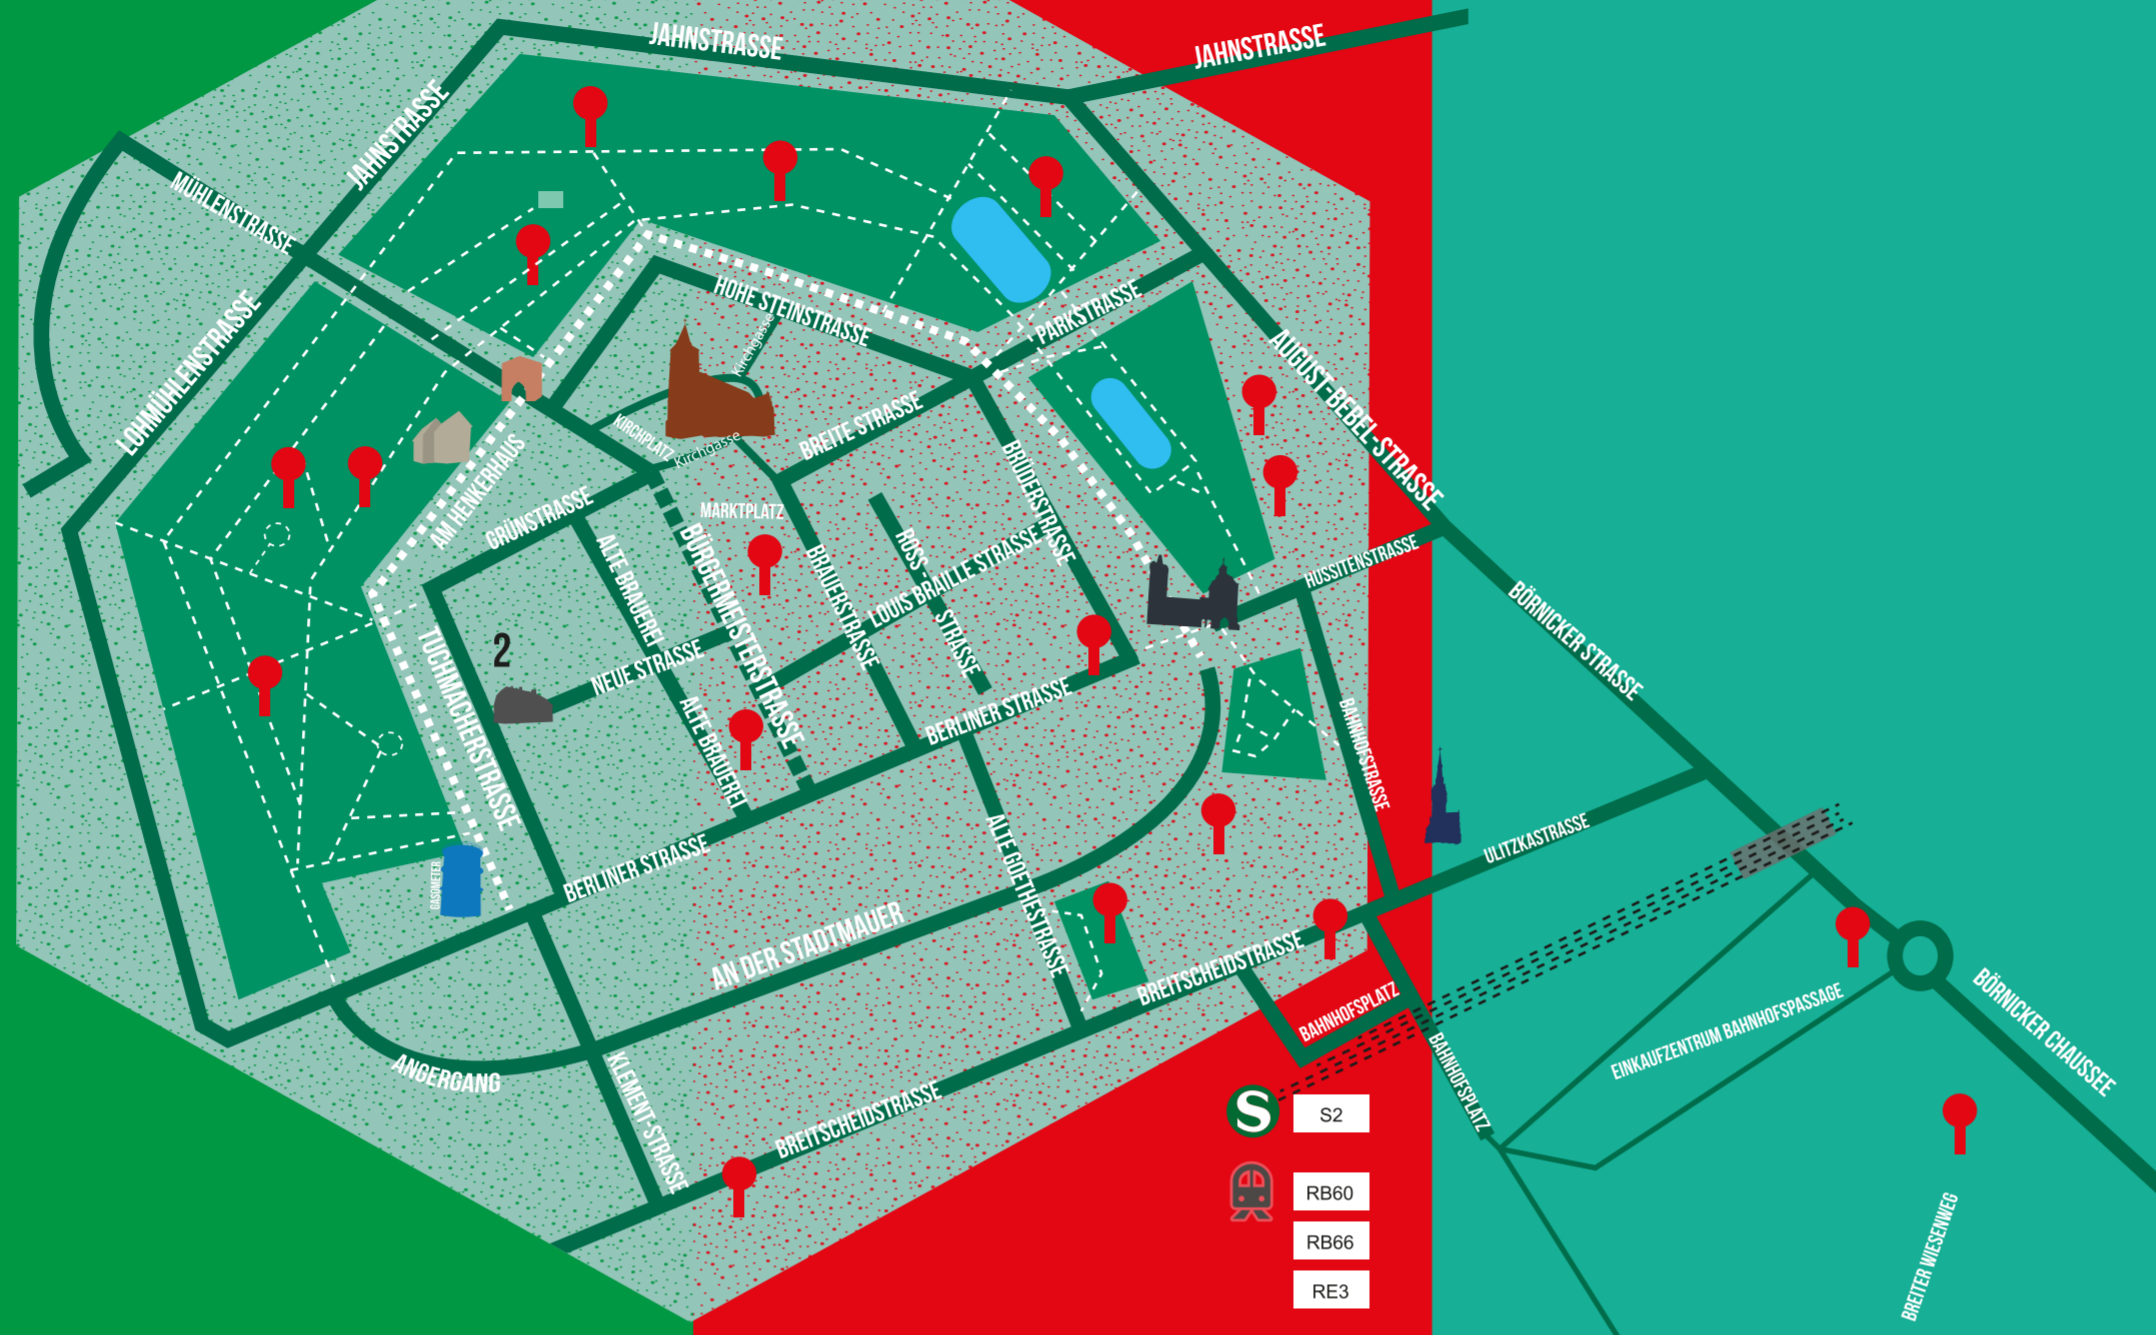 JAHNSTRASSE
JAHNSTRASSE
JAHNSTRASSE
MÜHLENSTRASSE
LOHMÜHLENSTRASSE
HOHE STEINSTRASSE
Kirchgasse
PARKSTRASSE
AUGUST-BEBEL-STRASSE
KIRCHPLATZ
Kirchgasse
BREITE STRASSE
AM HENKERHAUS
GRÜNSTRASSE
MARKTPLATZ
BRÜDERSTRASSE
ALTE BRAUEREI
BÜRGERMEISTERSTRASSE
BRAUERSTRASSE
ROSS-
STRASSE
LOUIS BRAILLE STRASSE
HUSSITENSTRASSE
BÖRNICKER STRASSE
2
TUCHMACHERSTRASSE
NEUE STRASSE
ALTE BRAUEREI
BERLINER STRASSE
BAHNHOFSTRASSE
GASOMETER
BERLINER STRASSE
ALTE GOETHESTRASSE
ULITZKASTRASSE
AN DER STADTMAUER
BREITSCHEIDSTRASSE
BAHNHOFSPLATZ
EINKAUFZENTRUM BAHNHOFSPASSAGE
BÖRNICKER CHAUSSEE
ANGERGANG
KLEMENT-STRASSE
BREITSCHEIDSTRASSE
BAHNHOFSPLATZ
S
S2
RB60
RB66
RE3
BREITER WIESENWEG